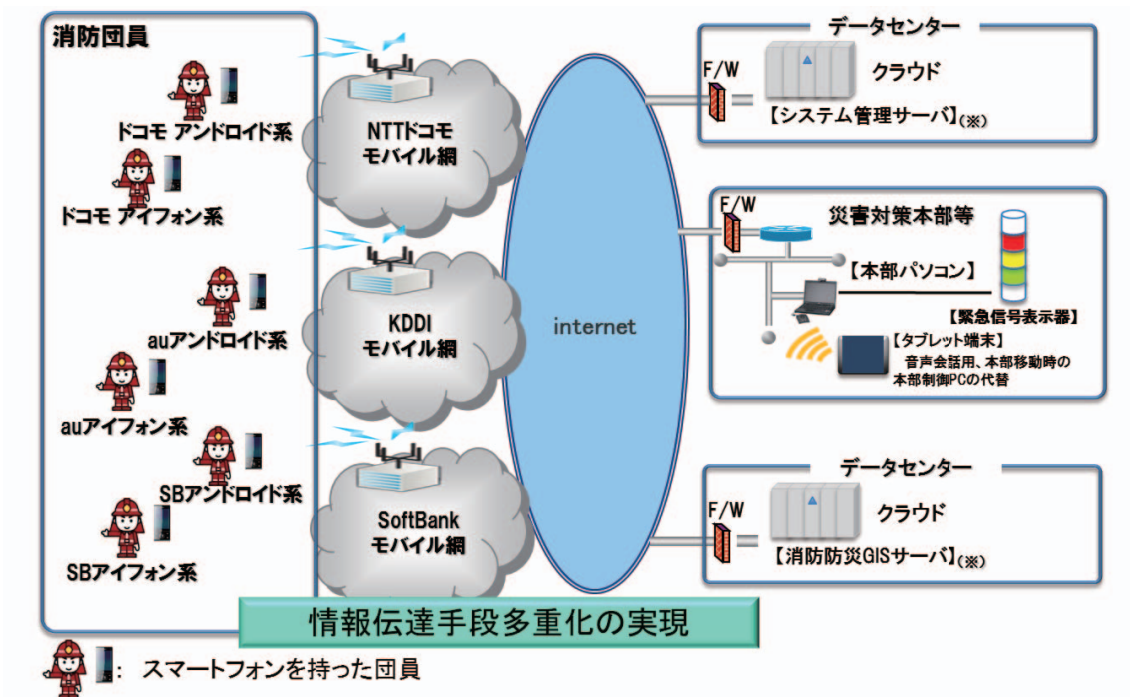 消防団員
ドコモ アンドロイド系
ドコモ アイフォン系
auアンドロイド系
auアイフォン系
SBアンドロイド系
SBアイフォン系
NTTドコモ
モバイル網
KDDI
モバイル網
SoftBank
モバイル網
internet
データセンター
F/W
クラウド
【システム管理サーバ】(※)
災害対策本部等
F/W
【本部パソコン】
【緊急信号表示器】
【タブレット端末】
音声会話用、本部移動時の
本部制御PCの代替
データセンター
F/W
クラウド
【消防防災GISサーバ】(※)
情報伝達手段多重化の実現
：スマートフォンを持った団員